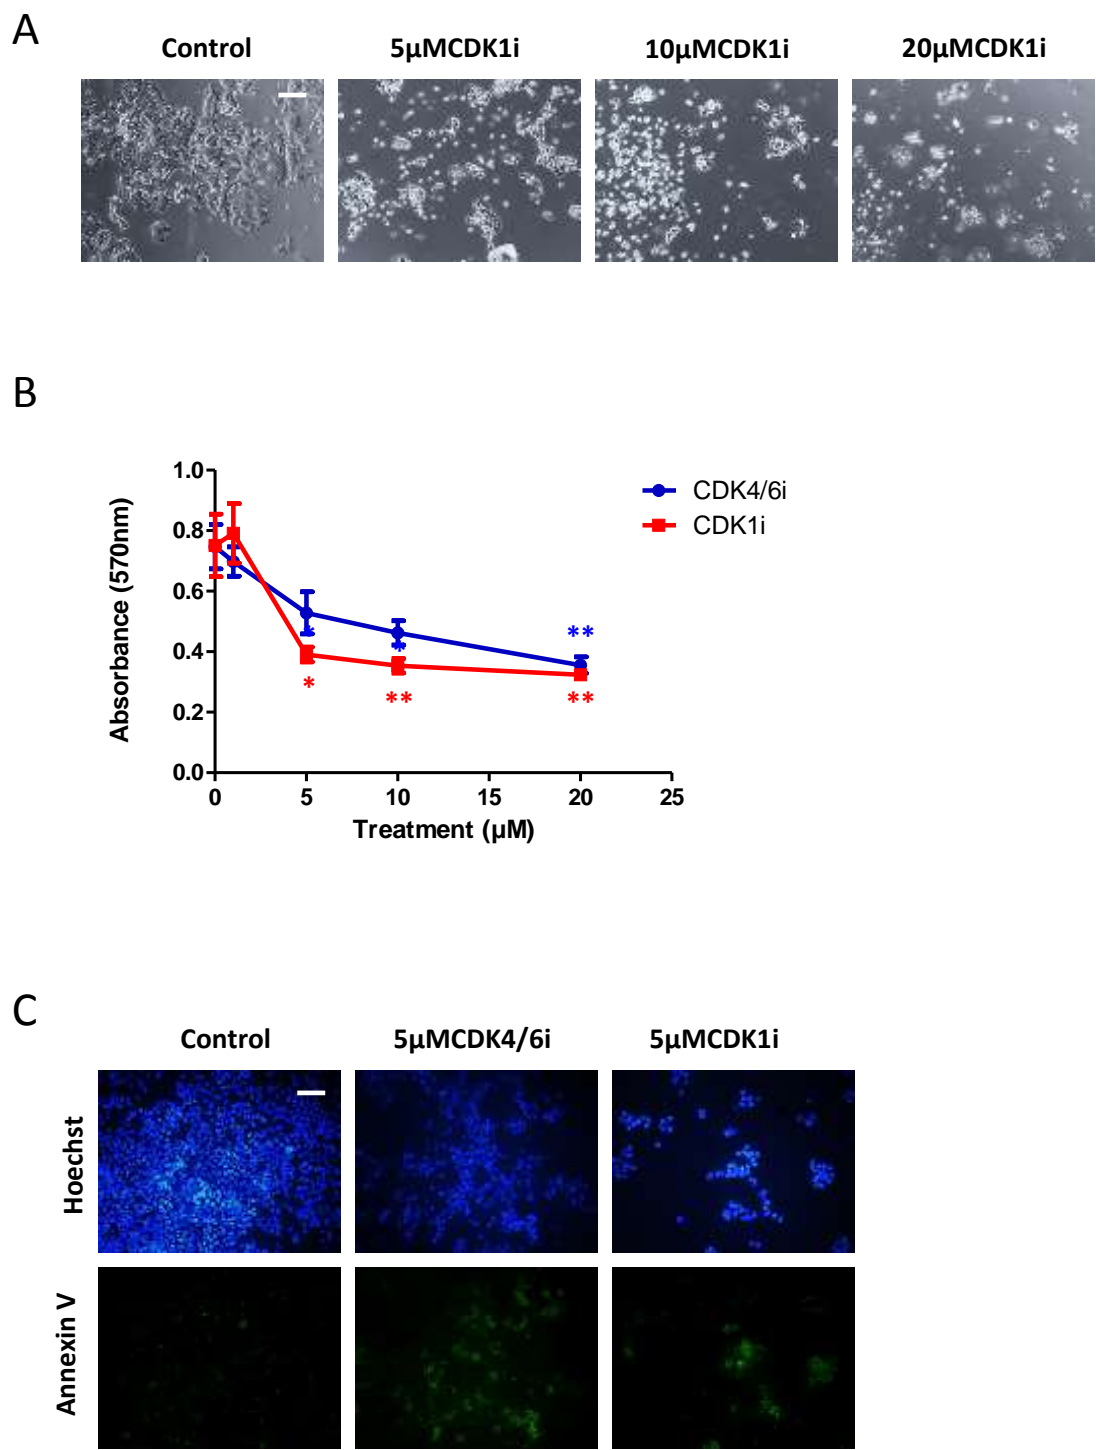 A
Control 5µMCDK1i 10µMCDK1i 20µMCDK1i
B
1.0
0.8
0.6
0.4
0.2
0.0
Absorbance (570nm)
CDK4/6i
CDK1i
*
*
**
*
**
**
0 5 10 15 20 25
Treatment (µM)
C
Control 5µMCDK4/6i 5µMCDK1i
Hoechst
Annexin V